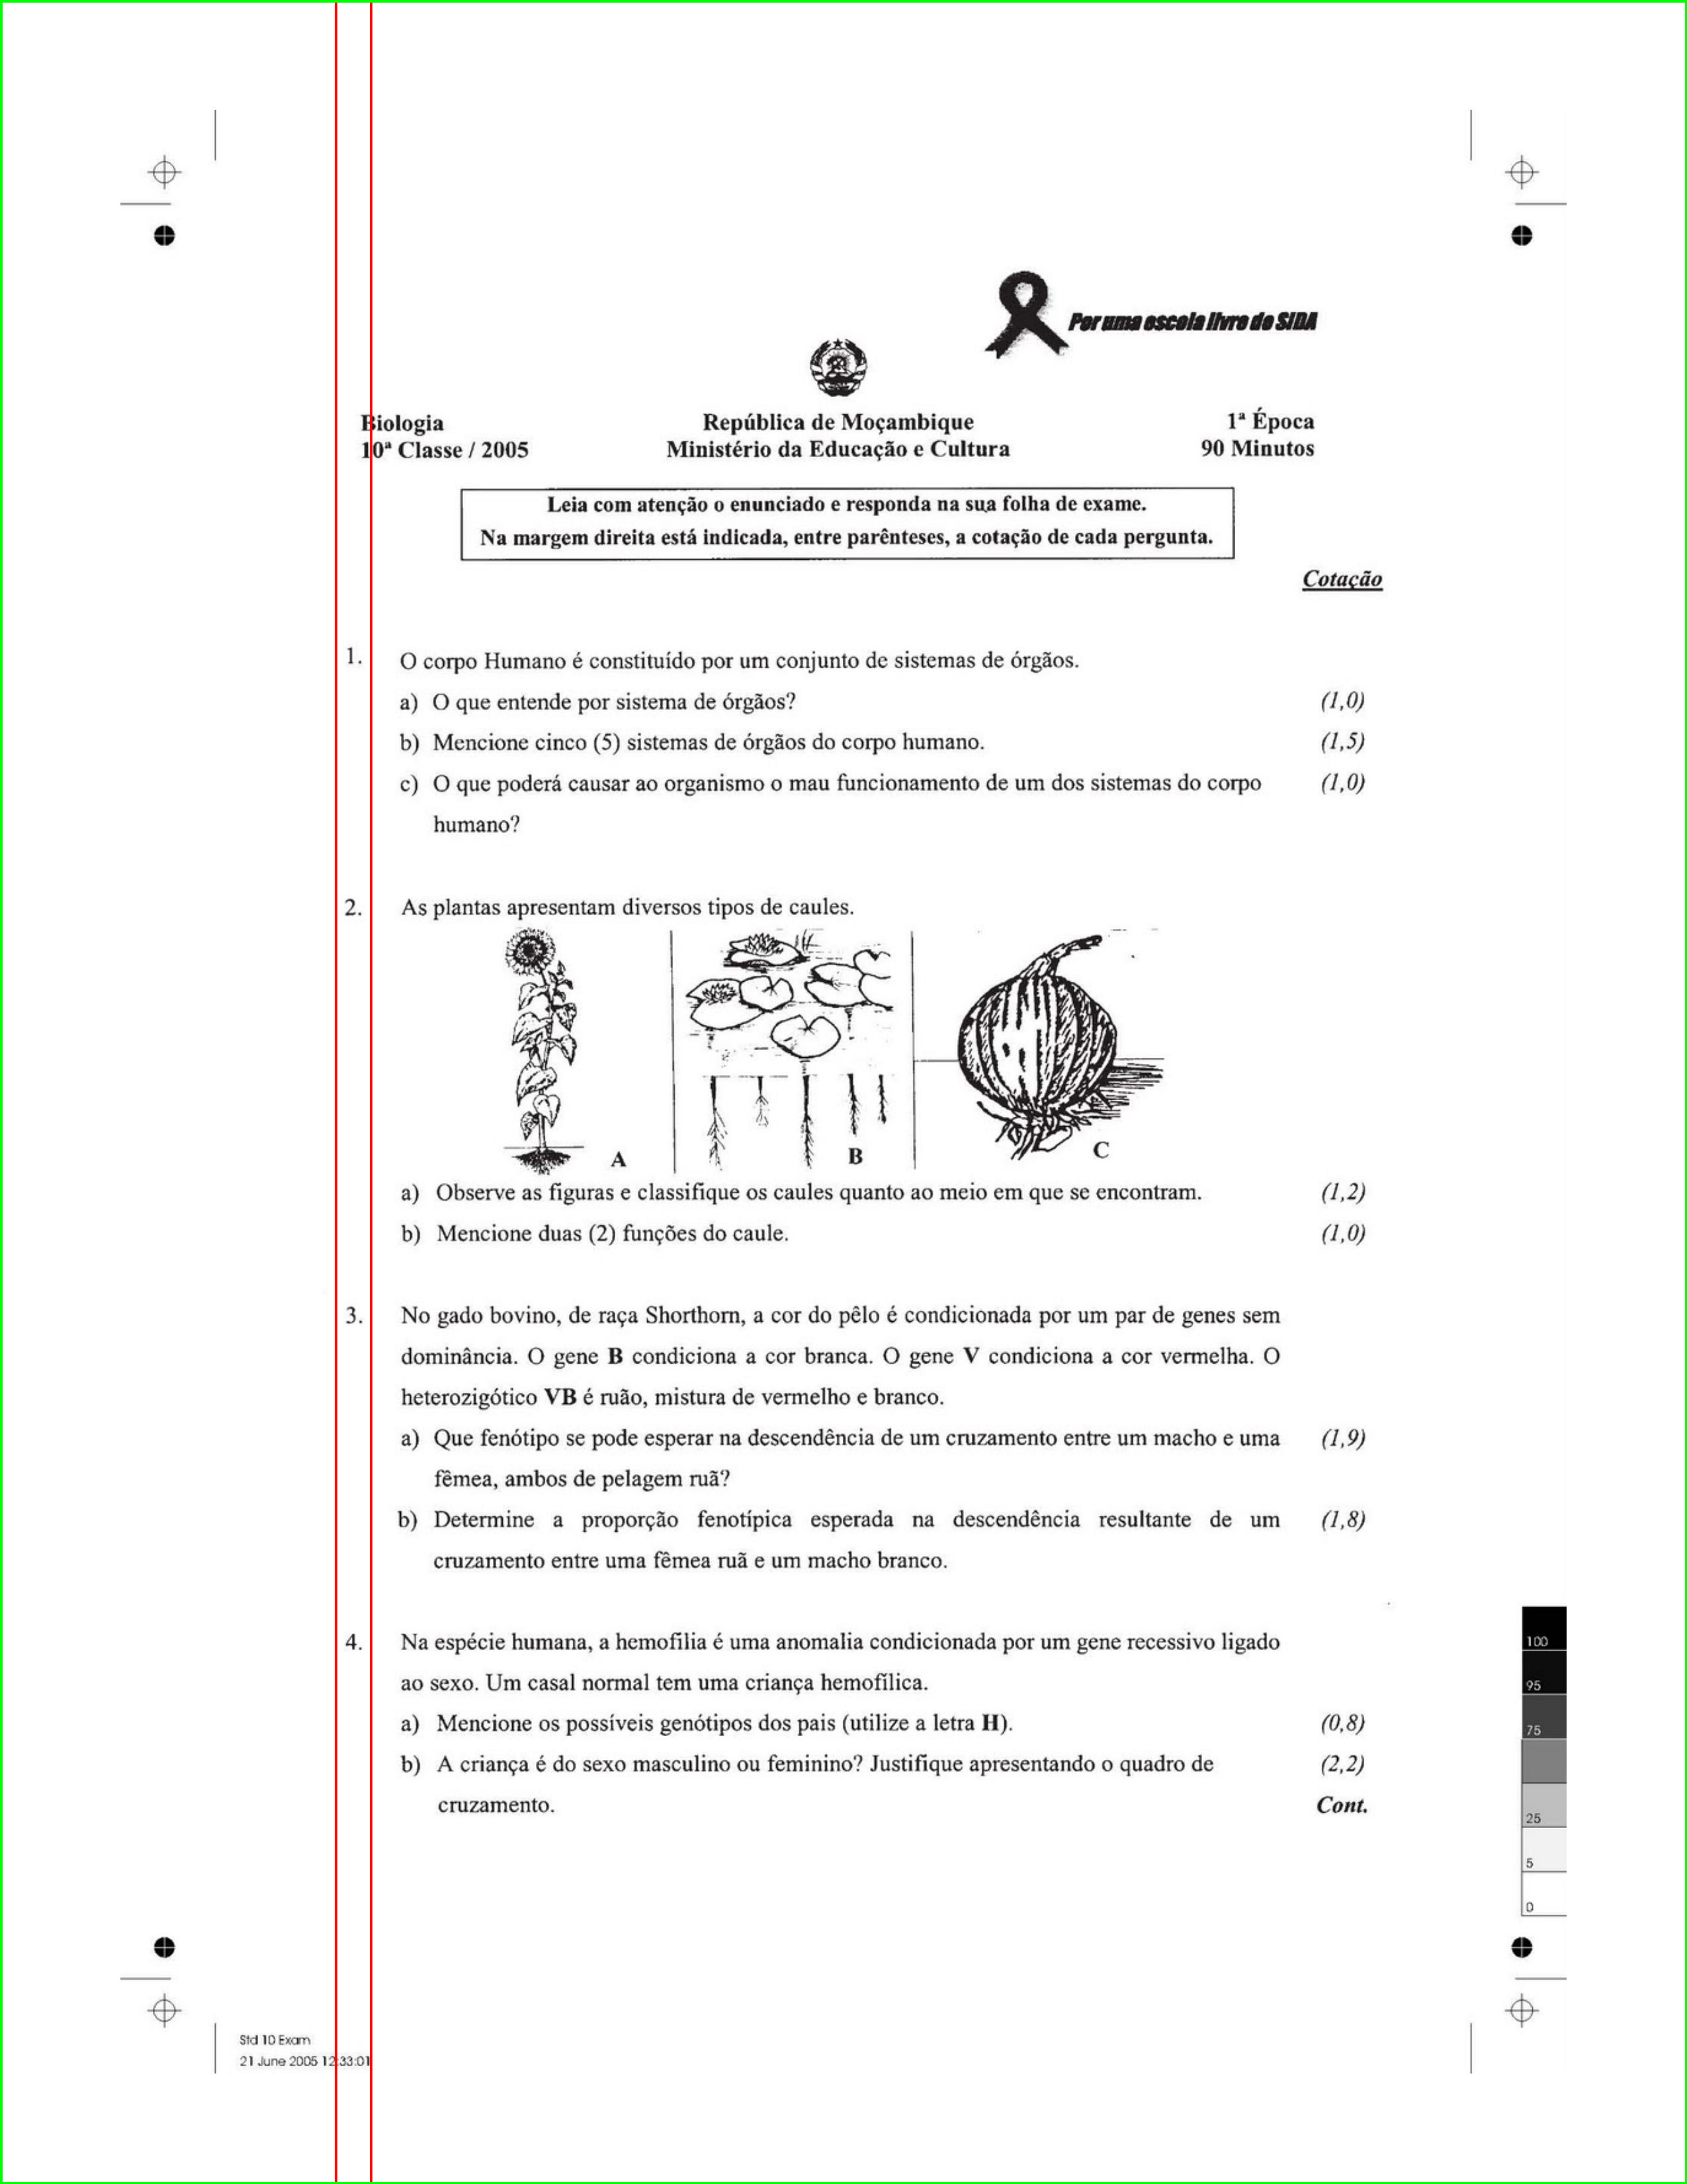 Por uma escola livre do SIDA
Biologia
10ª Classe / 2005
República de Moçambique
Ministério da Educação e Cultura
1ª Época
90 Minutos
Leia com atenção o enunciado e responda na sua folha de exame.
Na margem direita está indicada, entre parênteses, a cotação de cada pergunta.
Cotação
1. O corpo Humano é constituído por um conjunto de sistemas de órgãos.
a) O que entende por sistema de órgãos? (1,0)
b) Mencione cinco (5) sistemas de órgãos do corpo humano. (1,5)
c) O que poderá causar ao organismo o mau funcionamento de um dos sistemas do corpo (1,0)
humano?
2. As plantas apresentam diversos tipos de caules.
A B C
a) Observe as figuras e classifique os caules quanto ao meio em que se encontram. (1,2)
b) Mencione duas (2) funções do caule. (1,0)
3. No gado bovino, de raça Shorthorn, a cor do pêlo é condicionada por um par de genes sem
dominância. O gene B condiciona a cor branca. O gene V condiciona a cor vermelha. O
heterozigótico VB é ruão, mistura de vermelho e branco.
a) Que fenótipo se pode esperar na descendência de um cruzamento entre um macho e uma (1,9)
fêmea, ambos de pelagem ruã?
b) Determine a proporção fenotípica esperada na descendência resultante de um (1,8)
cruzamento entre uma fêmea ruã e um macho branco.
4. Na espécie humana, a hemofilia é uma anomalia condicionada por um gene recessivo ligado
ao sexo. Um casal normal tem uma criança hemofílica.
a) Mencione os possíveis genótipos dos pais (utilize a letra H). (0,8)
b) A criança é do sexo masculino ou feminino? Justifique apresentando o quadro de (2,2)
cruzamento.
Cont.
100
95
75
25
5
0
Std 10 Exam
21 June 2005 12:33:01